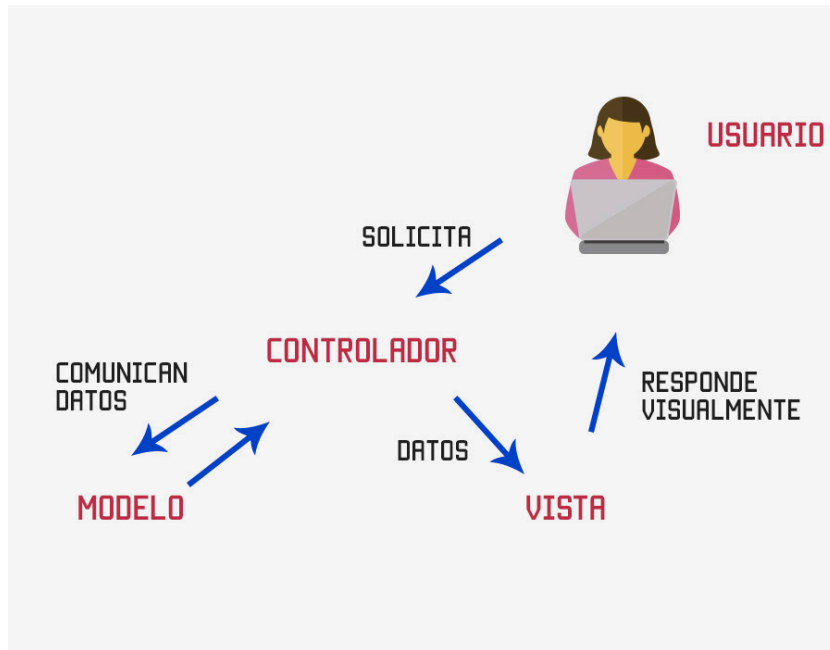 USUARIO
SOLICITA
CONTROLADOR
COMUNICAN
DATOS
RESPONDE
VISUALMENTE
DATOS
MODELO
VISTA